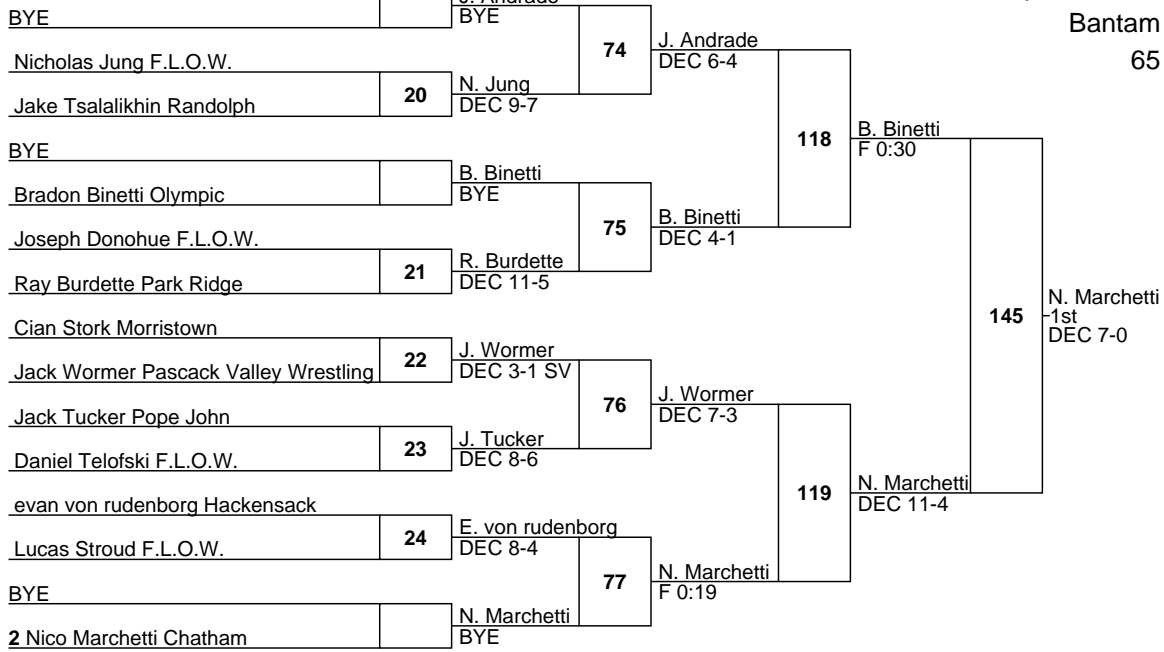 J. Andrade
BYE
BYE
Bantam
65
Nicholas Jung F.L.O.W.
74
J. Andrade
DEC 6-4
Jake Tsalalikhin Randolph
20
N. Jung
DEC 9-7
118
B. Binetti
F 0:30
BYE
Bradon Binetti Olympic
B. Binetti
BYE
Joseph Donohue F.L.O.W.
75
B. Binetti
DEC 4-1
Ray Burdette Park Ridge
21
R. Burdette
DEC 11-5
145
N. Marchetti
1st
DEC 7-0
Cian Stork Morristown
22
J. Wormer
DEC 3-1 SV
Jack Wormer Pascack Valley Wrestling
76
J. Wormer
DEC 7-3
Jack Tucker Pope John
23
J. Tucker
DEC 8-6
Daniel Telofski F.L.O.W.
119
N. Marchetti
DEC 11-4
evan von rudenborg Hackensack
24
E. von rudenborg
DEC 8-4
Lucas Stroud F.L.O.W.
77
N. Marchetti
F 0:19
BYE
N. Marchetti
BYE
2 Nico Marchetti Chatham